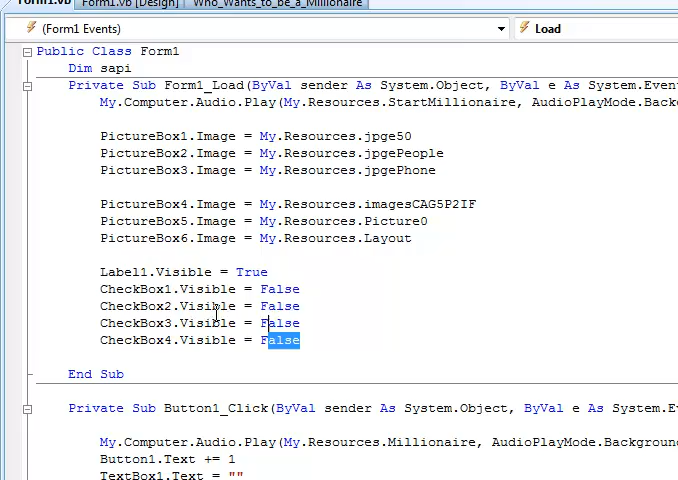 Form1.vb Form1.vb [Design] Who_Wants_to_be_a_Millionaire
(Form1 Events) Load
Public Class Form1
Dim sapi
Private Sub Form1_Load(ByVal sender As System.Object, ByVal e As System.Even
My.Computer.Audio.Play(My.Resources.StartMillionaire, AudioPlayMode.Back
PictureBox1.Image = My.Resources.jpge50
PictureBox2.Image = My.Resources.jpgePeople
PictureBox3.Image = My.Resources.jpgePhone
PictureBox4.Image = My.Resources.imagesCAG5P2IF
PictureBox5.Image = My.Resources.Picture0
PictureBox6.Image = My.Resources.Layout
Label1.Visible = True
CheckBox1.Visible = False
CheckBox2.Visible = False
CheckBox3.Visible = False
CheckBox4.Visible = False
End Sub
Private Sub Button1_Click(ByVal sender As System.Object, ByVal e As System.E
My.Computer.Audio.Play(My.Resources.Millionaire, AudioPlayMode.Background
Button1.Text += 1
TextBox1.Text = ""